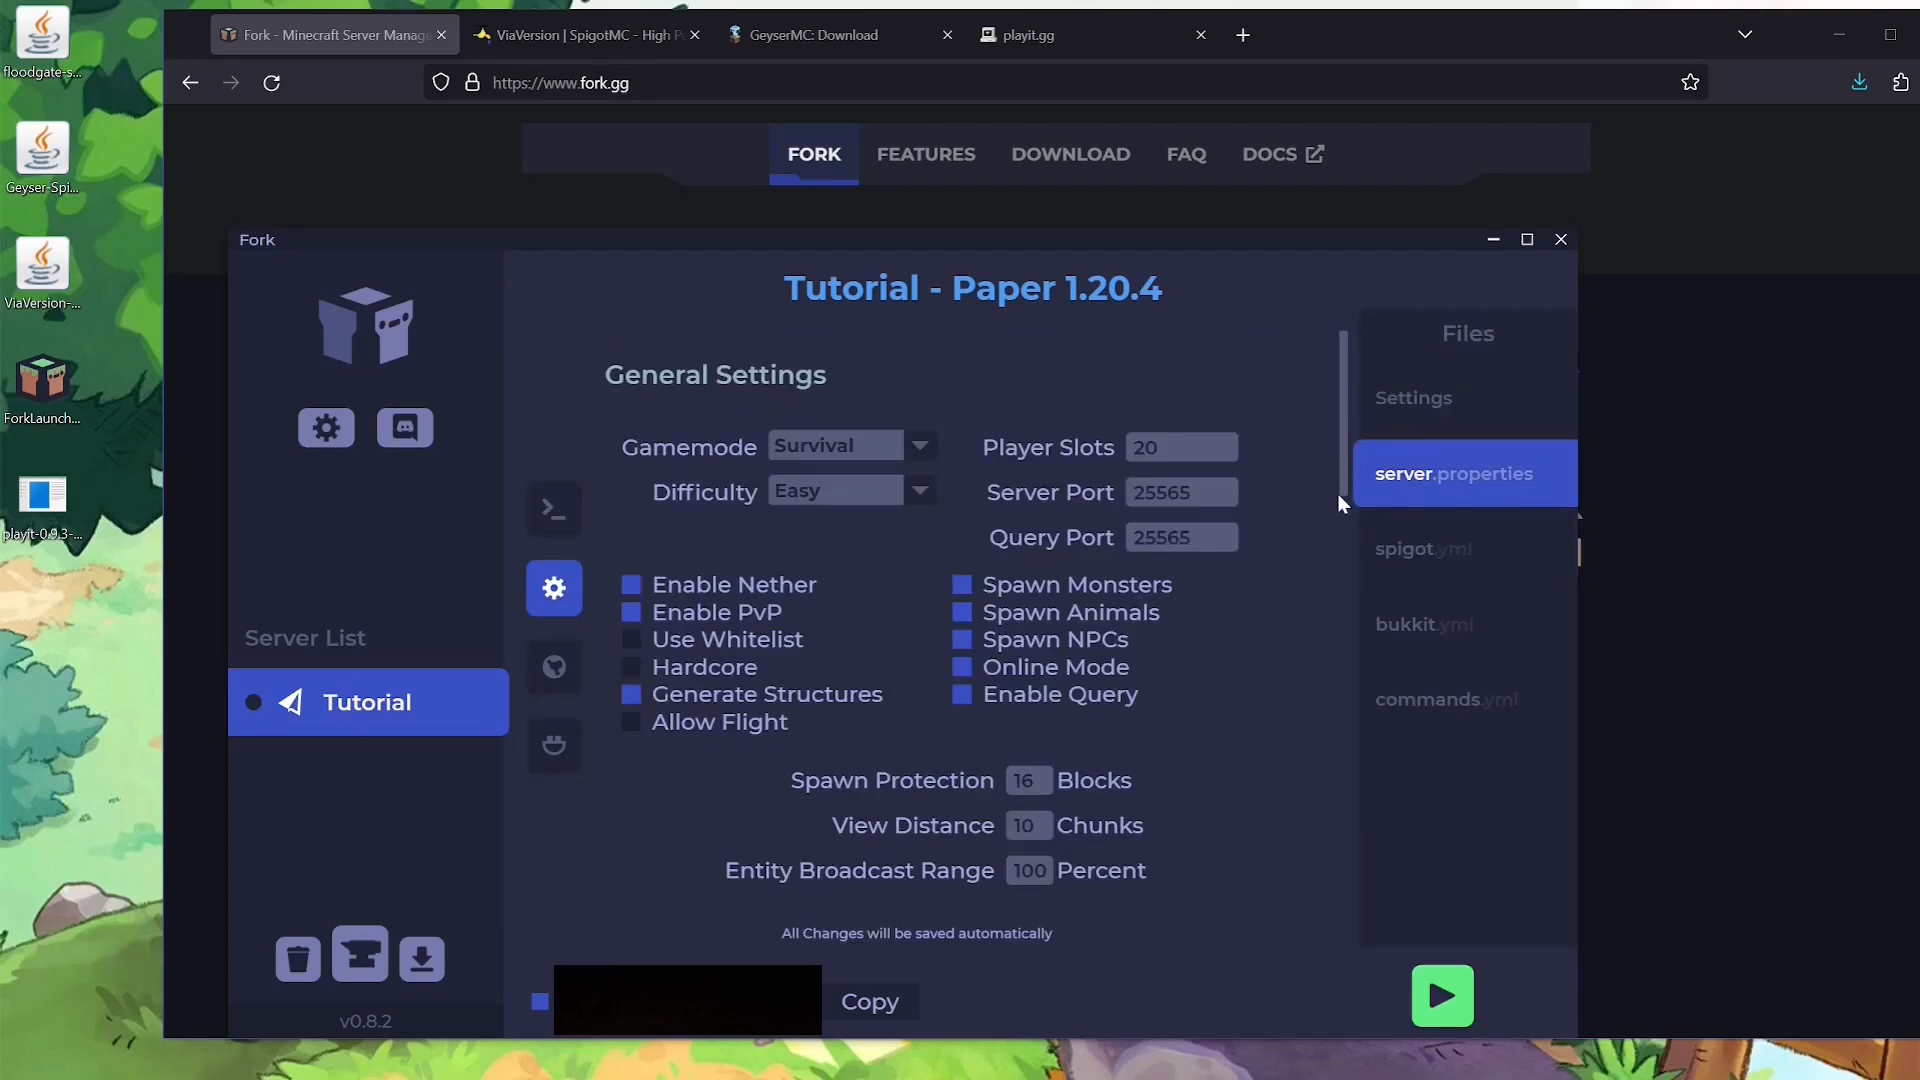 floodgate-s...
Geyser-Spi...
ViaVersion-...
ForkLaunch...
playit-0.9.3-...
Fork - Minecraft Server Manage
ViaVersion | SpigotMC - High P
GeyserMC: Download
playit.gg
https://www.fork.gg
FORK
FEATURES
DOWNLOAD
FAQ
DOCS
Fork
Tutorial - Paper 1.20.4
General Settings
Gamemode Survival
Difficulty Easy
Player Slots 20
Server Port 25565
Query Port 25565
Enable Nether
Enable PvP
Use Whitelist
Hardcore
Generate Structures
Allow Flight
Spawn Monsters
Spawn Animals
Spawn NPCs
Online Mode
Enable Query
Spawn Protection 16 Blocks
View Distance 10 Chunks
Entity Broadcast Range 100 Percent
All Changes will be saved automatically
Copy
Server List
Tutorial
v0.8.2
Files
Settings
server.properties
spigot.yml
bukkit.yml
commands.yml